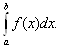 ∫ₐᵇ f(x)dx.